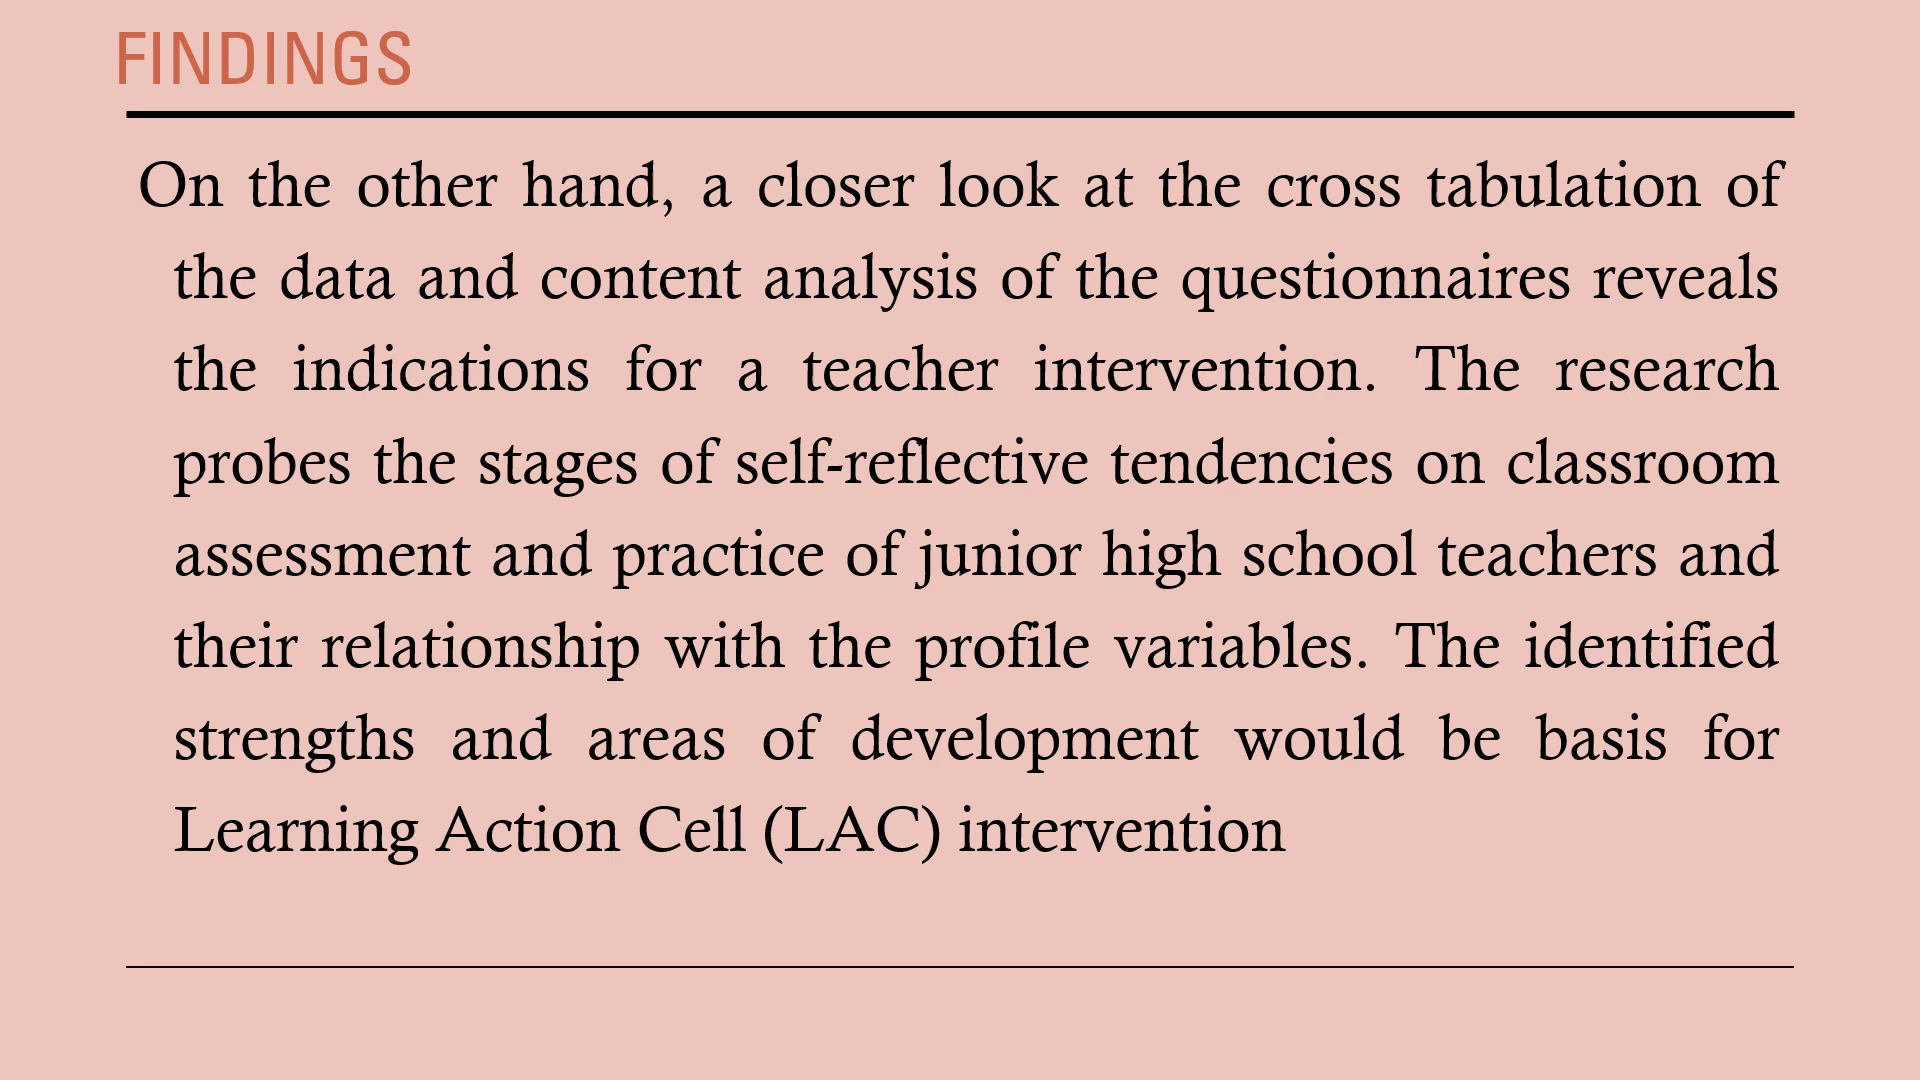 FINDINGS
On the other hand, a closer look at the cross tabulation of
the data and content analysis of the questionnaires reveals
the indications for a teacher intervention. The research
probes the stages of self-reflective tendencies on classroom
assessment and practice of junior high school teachers and
their relationship with the profile variables. The identified
strengths and areas of development would be basis for
Learning Action Cell (LAC) intervention